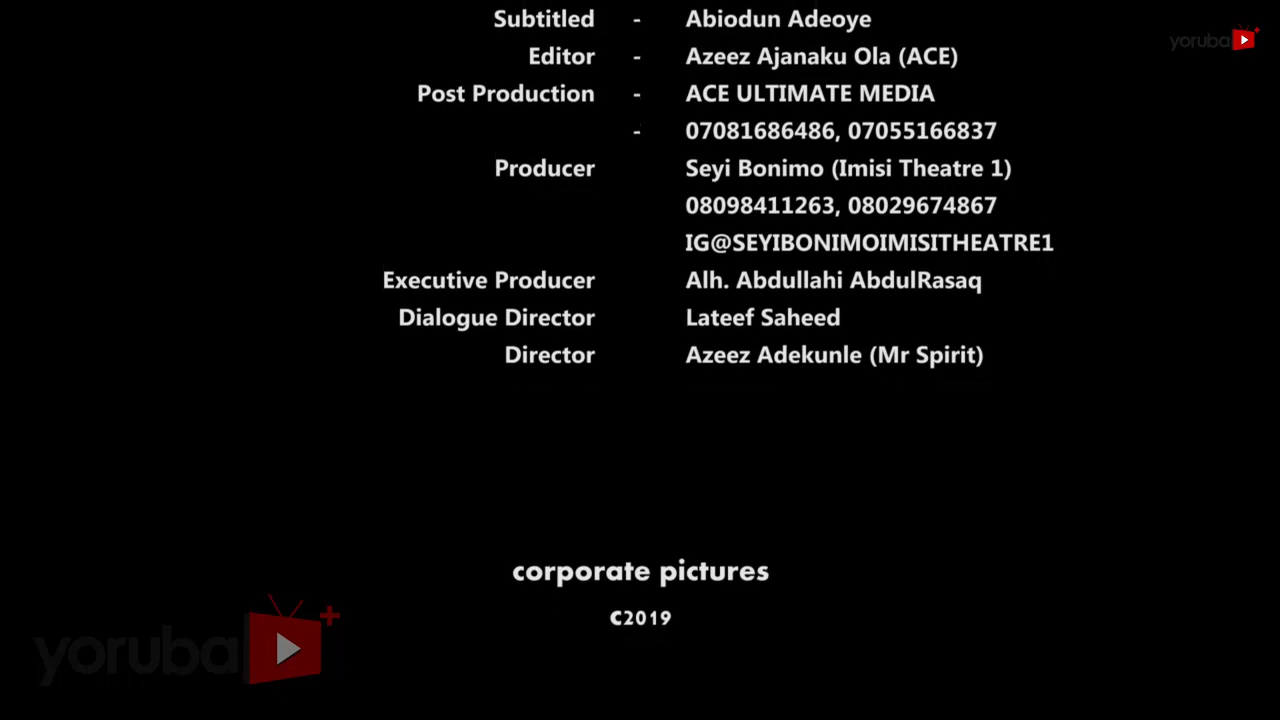 Subtitled - Abiodun Adeoye
yoruba
Editor - Azeez Ajanaku Ola (ACE)
Post Production - ACE ULTIMATE MEDIA
- 07081686486, 07055166837
Producer Seyi Bonimo (Imisi Theatre 1)
08098411263, 08029674867
IG@SEYIBONIMOIMISITHEATRE1
Executive Producer Alh. Abdullahi AbdulRasaq
Dialogue Director Lateef Saheed
Director Azeez Adekunle (Mr Spirit)
corporate pictures
C2019
yoruba +